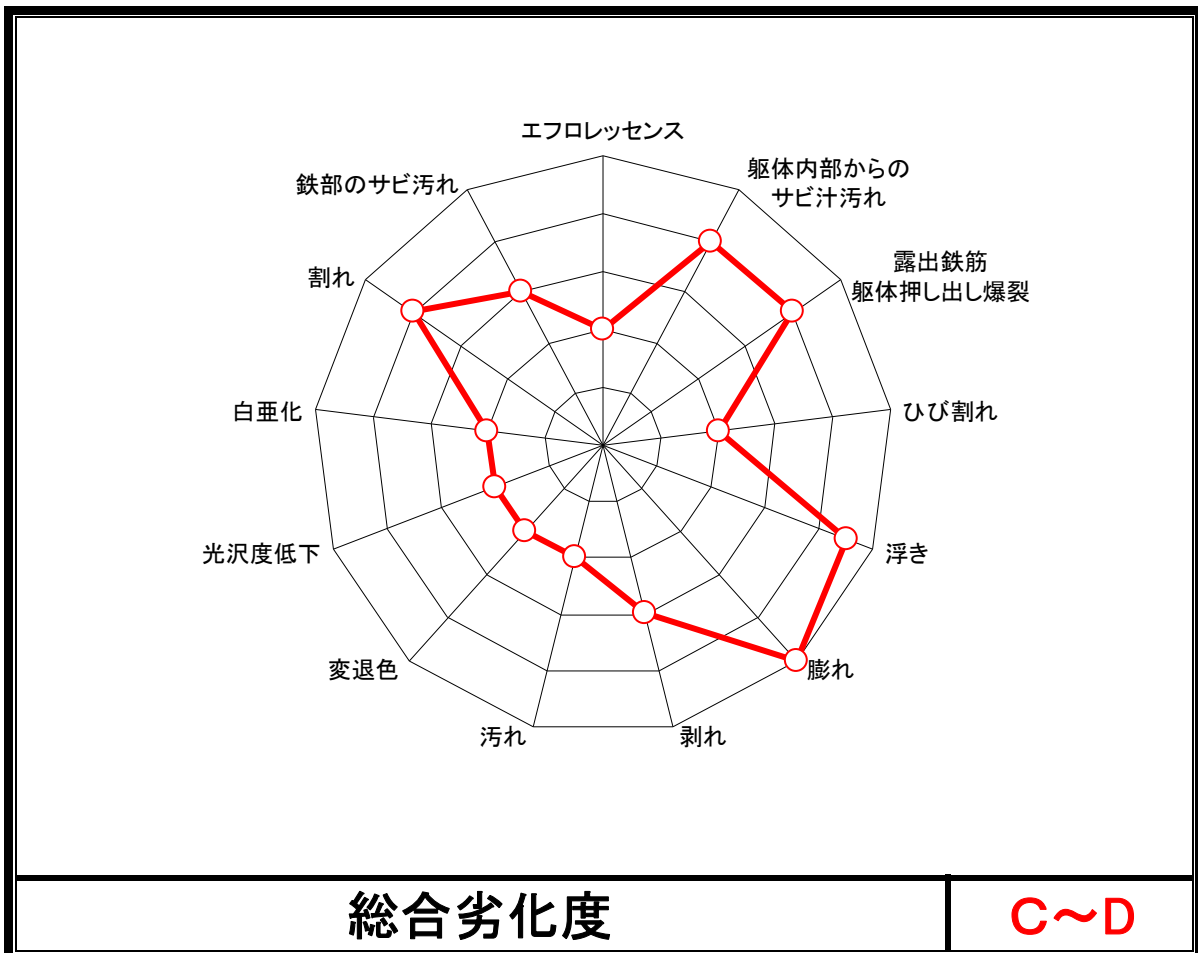 エフロレッセンス
躯体内部からの
サビ汁汚れ
鉄部のサビ汚れ
露出鉄筋
躯体押し出し爆裂
割れ
ひび割れ
白亜化
浮き
光沢度低下
膨れ
変退色
汚れ
剥れ
総合劣化度
C～D